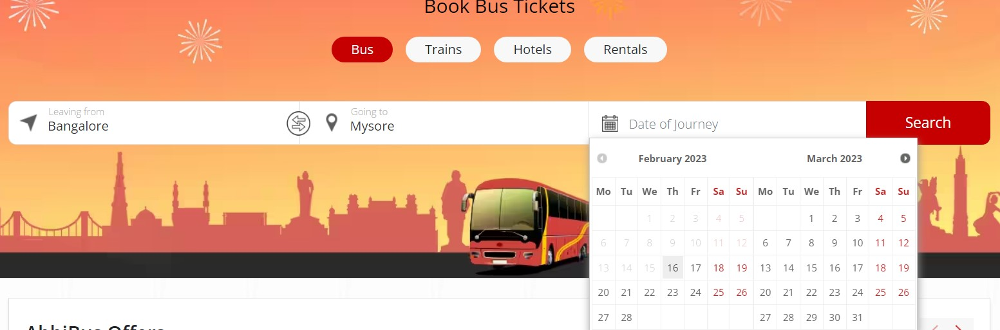 Book Bus Tickets
Bus Trains Hotels Rentals
Leaving from
Bangalore
Going to
Mysore
Date of Journey
Search
February 2023 March 2023
Mo Tu We Th Fr Sa Su Mo Tu We Th Fr Sa Su
1 2 3 4 5 1 2 3 4 5
6 7 8 9 10 11 12 6 7 8 9 10 11 12
13 14 15 16 17 18 19 13 14 15 16 17 18 19
20 21 22 23 24 25 26 20 21 22 23 24 25 26
27 28 27 28 29 30 31
AbhiBus Offers